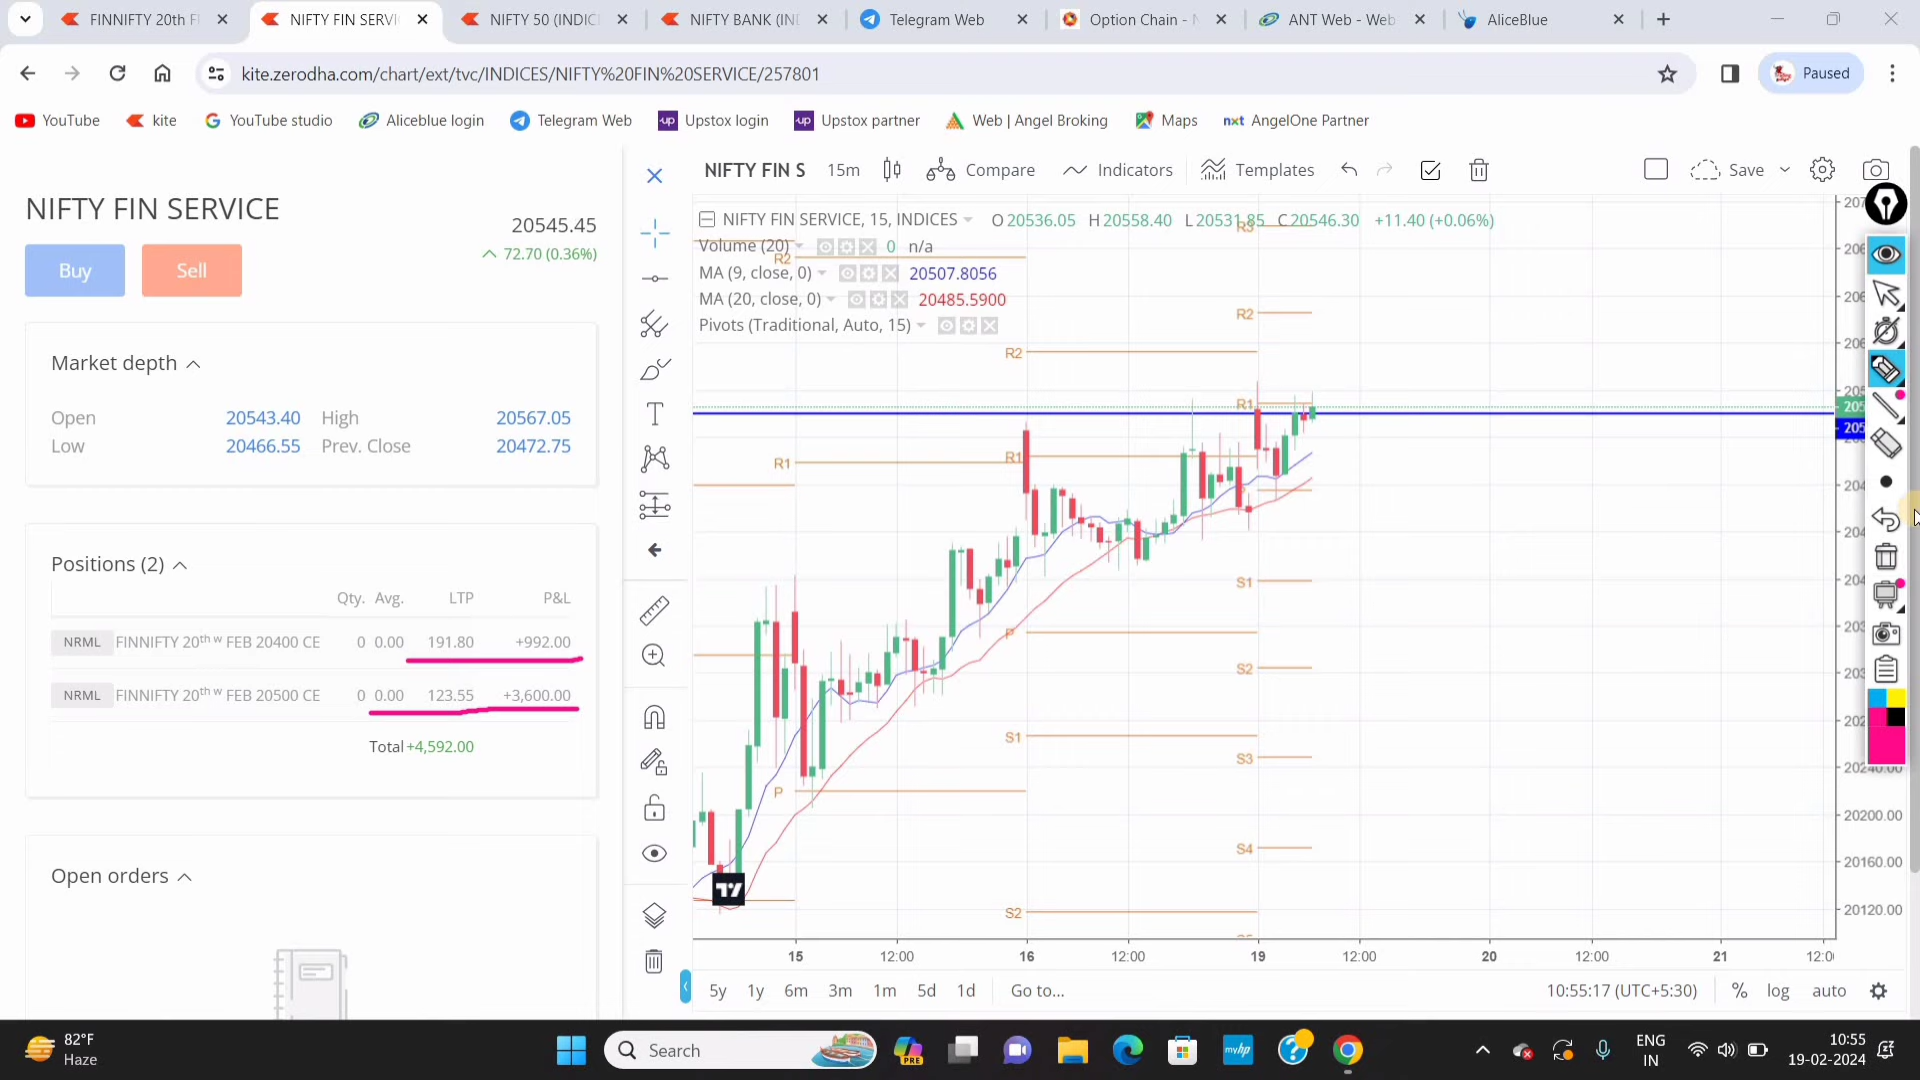 FINNIFTY 20th F
NIFTY FIN SERVI
NIFTY 50 (INDIC
NIFTY BANK (IN
Telegram Web
Option Chain -
ANT Web - Web
AliceBlue
kite.zerodha.com/chart/ext/tvc/INDICES/NIFTY%20FIN%20SERVICE/257801
Paused
YouTube
kite
YouTube studio
Aliceblue login
Telegram Web
up Upstox login
up Upstox partner
Web | Angel Broking
Maps
nxt AngelOne Partner
NIFTY FIN SERVICE
20545.45
72.70 (0.36%)
Buy
Sell
Market depth
Open 20543.40 High 20567.05
Low 20466.55 Prev. Close 20472.75
Positions (2)
Qty. Avg. LTP P&L
NRML FINNIFTY 20th w FEB 20400 CE 0 0.00 191.80 +992.00
NRML FINNIFTY 20th w FEB 20500 CE 0 0.00 123.55 +3,600.00
Total +4,592.00
Open orders
NIFTY FIN S 15m Compare Indicators Templates Save
NIFTY FIN SERVICE, 15, INDICES O 20536.05 H 20558.40 L 20531.85 C 20546.30 +11.40 (+0.06%)
Volume (20) 0 n/a
MA (9, close, 0) 20507.8056
MA (20, close, 0) 20485.5900
Pivots (Traditional, Auto, 15)
R3
R2
R2
R2
R1
R1
R1
P
S1
P
S2
S1
S3
P
S4
S2
20240.00
20200.00
20160.00
20120.00
15 12:00 16 12:00 19 12:00 20 12:00 21
5y 1y 6m 3m 1m 5d 1d Go to...
10:55:17 (UTC+5:30) % log auto
82°F
Haze
Search
PRE
myhp
ENG
IN
10:55
19-02-2024